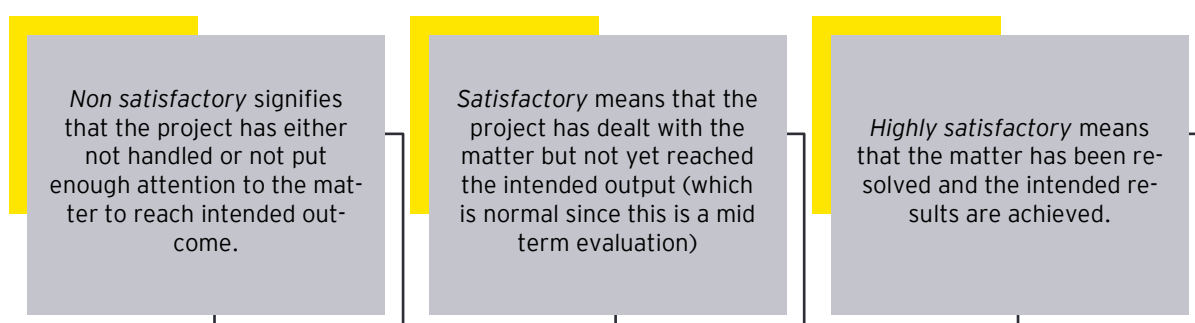 Non satisfactory signifies
that the project has either
not handled or not put
enough attention to the mat-
ter to reach intended out-
come.
Satisfactory means that the
project has dealt with the
matter but not yet reached
the intended output (which
is normal since this is a mid
term evaluation)
Highly satisfactory means
that the matter has been re-
solved and the intended re-
sults are achieved.